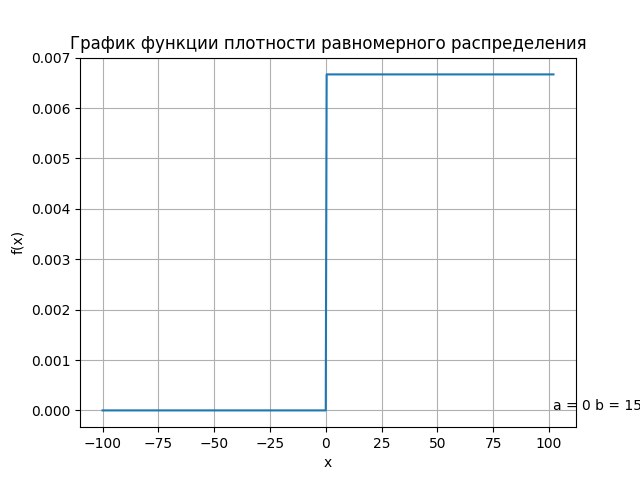 График функции плотности равномерного распределения
0.007
0.006
0.005
0.004
0.003
0.002
0.001
0.000
f(x)
a = 0 b = 15
−100 −75 −50 −25 0 25 50 75 100
x